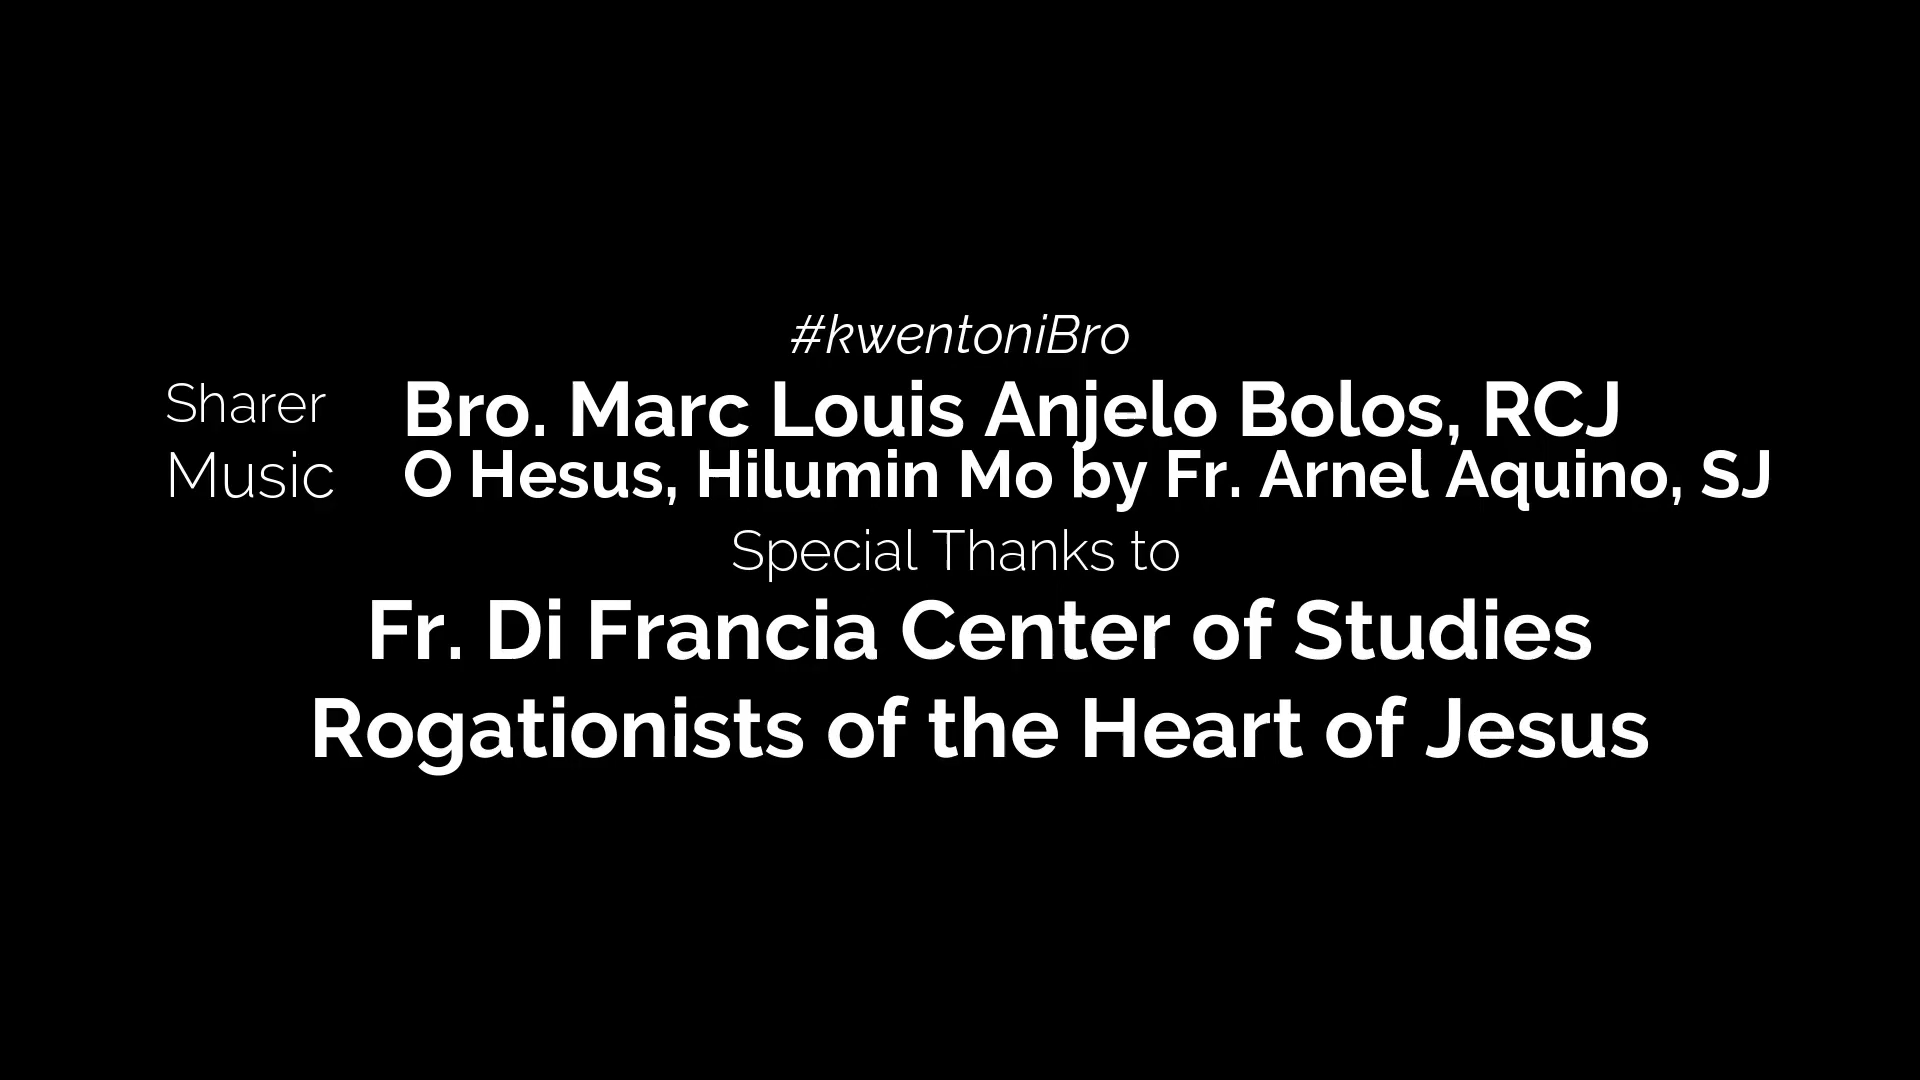 #kwentoniBro
Sharer Bro. Marc Louis Anjelo Bolos, RCJ
Music O Hesus, Hilumin Mo by Fr. Arnel Aquino, SJ
Special Thanks to
Fr. Di Francia Center of Studies
Rogationists of the Heart of Jesus